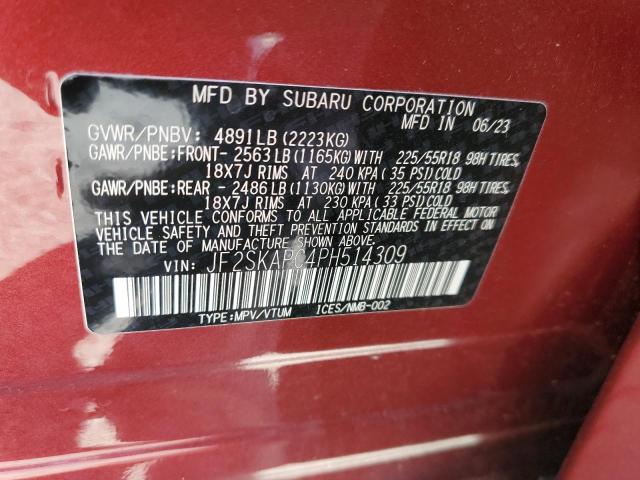 MFD BY SUBARU CORPORATION
MFD IN 06/23
GVWR/PNBV: 4891LB (2223KG)
GAWR/PNBE:FRONT- 2563LB (1165KG)WITH 225/55R18 98H TIRES,
18X7J RIMS AT 240 KPA (35 PSI)COLD
GAWR/PNBE:REAR - 2486LB (1130KG)WITH 225/55R18 98H TIRES,
18X7J RIMS AT 230 KPA (33 PSI)COLD
THIS VEHICLE CONFORMS TO ALL APPLICABLE FEDERAL MOTOR
VEHICLE SAFETY AND THEFT PREVENTION STANDARDS IN EFFECT ON
THE DATE OF MANUFACTURE SHOWN ABOVE.
VIN: JF2SKAPC4PH514309
TYPE:MPV/VTUM ICES/NMB-002